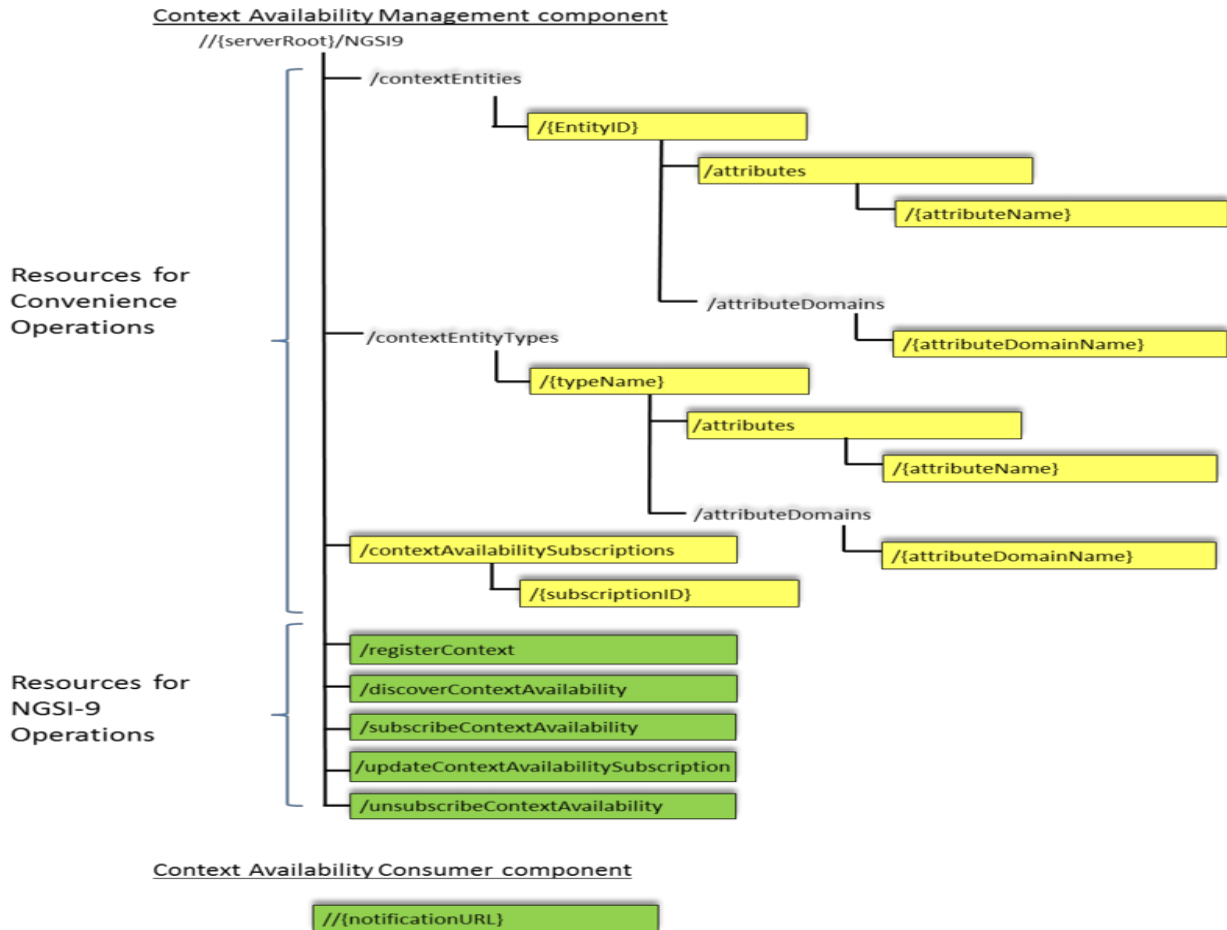 Context Availability Management component
//{serverRoot}/NGSI9
/contextEntities
/{EntityID}
/attributes
/{attributeName}
/attributeDomains
/{attributeDomainName}
Resources for
Convenience
Operations
/contextEntityTypes
/{typeName}
/attributes
/{attributeName}
/attributeDomains
/{attributeDomainName}
/contextAvailabilitySubscriptions
/{subscriptionID}
Resources for
NGSI-9
Operations
/registerContext
/discoverContextAvailability
/subscribeContextAvailability
/updateContextAvailabilitySubscription
/unsubscribeContextAvailability
Context Availability Consumer component
//{notificationURL}